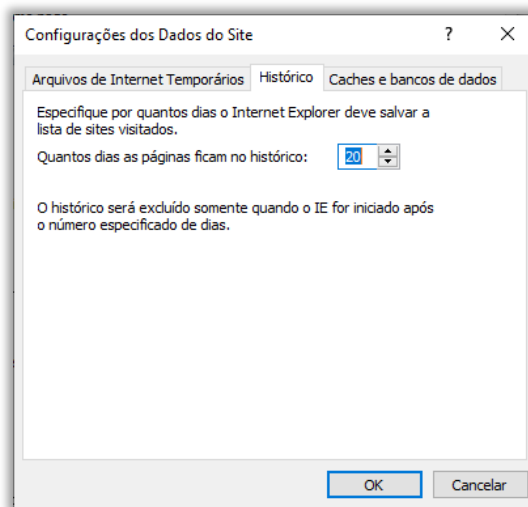 Configurações dos Dados do Site
Arquivos de Internet Temporários Histórico Caches e bancos de dados
Especifique por quantos dias o Internet Explorer deve salvar a
lista de sites visitados.
Quantos dias as páginas ficam no histórico: 20
O histórico será excluído somente quando o IE for iniciado após
o número especificado de dias.
OK Cancelar